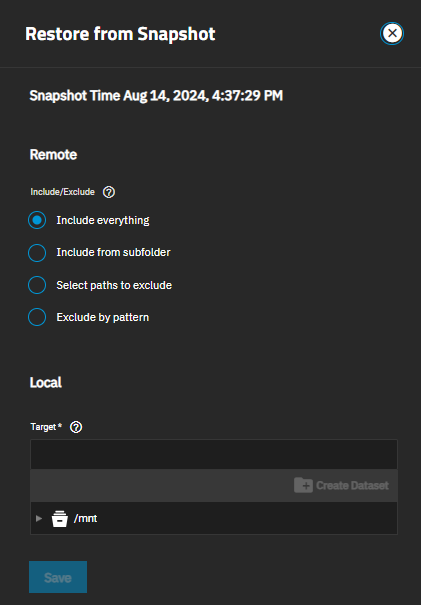 Restore from Snapshot
Snapshot Time Aug 14, 2024, 4:37:29 PM
Remote
Include/Exclude
Include everything
Include from subfolder
Select paths to exclude
Exclude by pattern
Local
Target *
Create Dataset
/mnt
Save